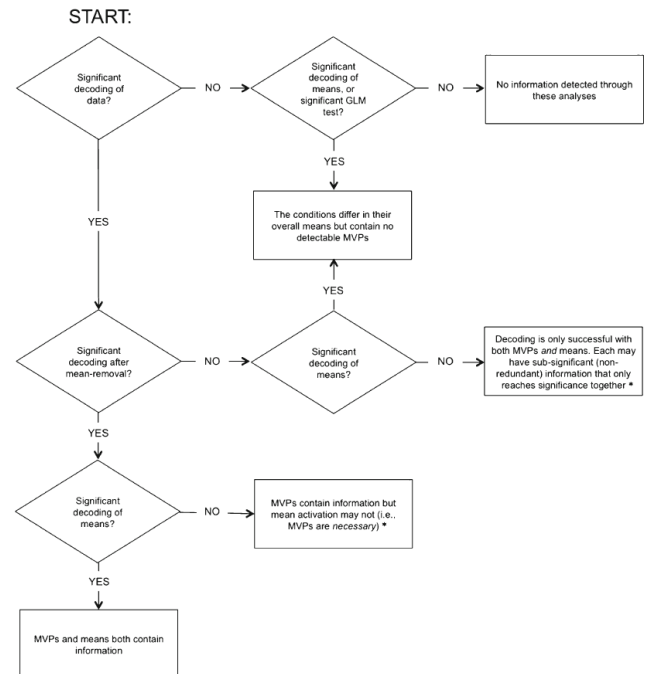 START:
Significant
decoding of
data?
NO
Significant
decoding of
means, or
significant GLM
test?
NO
No information detected through
these analyses
YES
YES
The conditions differ in their
overall means but contain no
detectable MVPs
YES
Significant
decoding after
mean-removal?
NO
Significant
decoding of
means?
NO
Decoding is only successful with
both MVPs and means. Each may
have sub-significant (non-
redundant) information that only
reaches significance together *
YES
Significant
decoding of
means?
NO
MVPs contain information but
mean activation may not (i.e.,
MVPs are necessary) *
YES
MVPs and means both contain
information